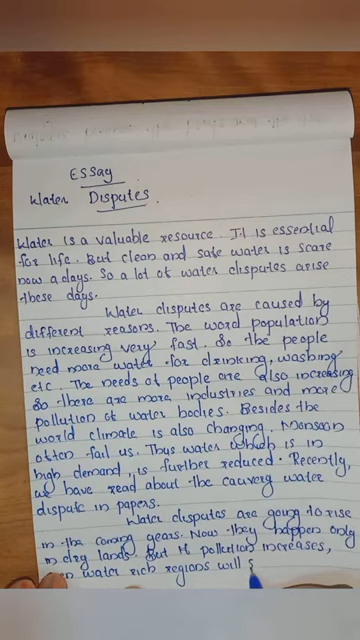 ESSay
Water Disputes.
Water is a valuable resource. It is essential
for life. But clean and safe water is scare
now a days. So a lot of water disputes arise
these days.
Water disputes are caused by
different reasons. The word population
is increasing very fast. So the people
need more water for drinking, washing
etc. The needs of people are also increasing
So there are more industries and more
pollution of water bodies. Besides the
world climate is also changing. Monsoon
often fail us. Thus water which is in
high demand, is further reduced. Recently,
we have read about the cauvery water
dispute in papers.
Water disputes are going to rise
in the coming years. Now they happen only
in dry lands. But if pollution increases,
water rich regions will